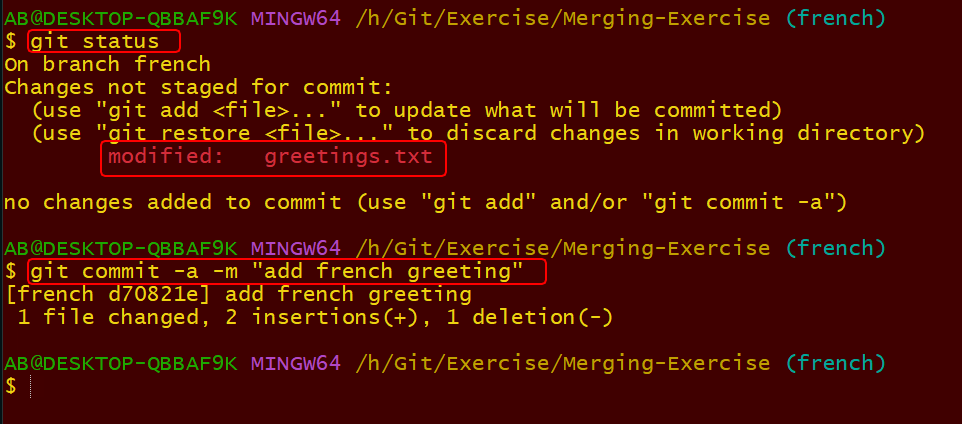 AB@DESKTOP-QBBAF9K MINGW64 /h/Git/Exercise/Merging-Exercise (french)
$ git status
On branch french
Changes not staged for commit:
  (use "git add <file>..." to update what will be committed)
  (use "git restore <file>..." to discard changes in working directory)
        modified:   greetings.txt

no changes added to commit (use "git add" and/or "git commit -a")

AB@DESKTOP-QBBAF9K MINGW64 /h/Git/Exercise/Merging-Exercise (french)
$ git commit -a -m "add french greeting"
[french d70821e] add french greeting
 1 file changed, 2 insertions(+), 1 deletion(-)

AB@DESKTOP-QBBAF9K MINGW64 /h/Git/Exercise/Merging-Exercise (french)
$